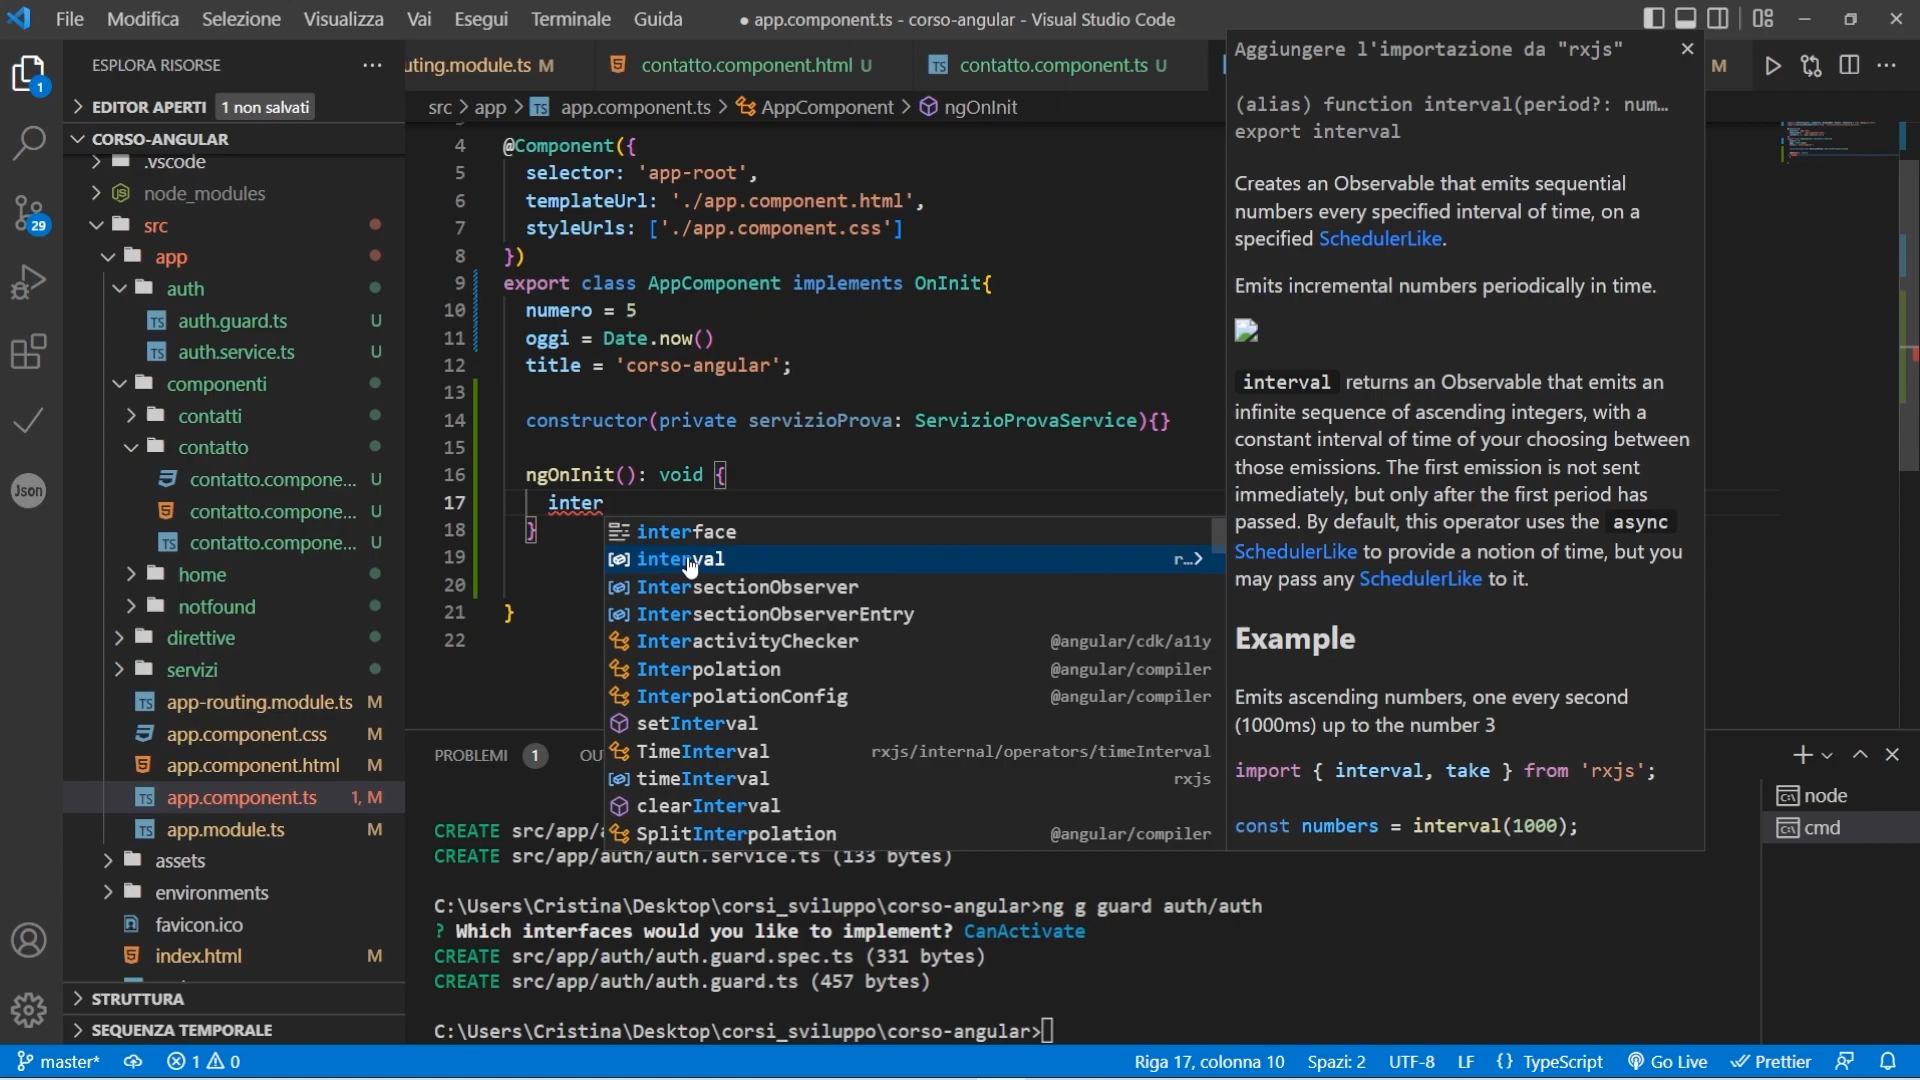 File Modifica Selezione Visualizza Vai Esegui Terminale Guida
● app.component.ts - corso-angular - Visual Studio Code
ESPLORA RISORSE
EDITOR APERTI 1 non salvati
CORSO-ANGULAR
.vscode
node_modules
src
app
auth
auth.guard.ts U
auth.service.ts U
componenti
contatti
contatto
contatto.compone... U
contatto.compone... U
contatto.compone... U
home
notfound
direttive
servizi
app-routing.module.ts M
app.component.css M
app.component.html M
app.component.ts 1, M
app.module.ts M
assets
environments
favicon.ico
index.html M
STRUTTURA
SEQUENZA TEMPORALE
1
29
Json
uting.module.ts M contatto.component.html U contatto.component.ts U M
src > app > app.component.ts > AppComponent > ngOnInit
4 @Component({
5 selector: 'app-root',
6 templateUrl: './app.component.html',
7 styleUrls: ['./app.component.css']
8 })
9 export class AppComponent implements OnInit{
10 numero = 5
11 oggi = Date.now()
12 title = 'corso-angular';
13
14 constructor(private servizioProva: ServizioProvaService){}
15
16 ngOnInit(): void {
17 inter
18 }
19
20
21 }
22
interface
interval r…>
IntersectionObserver
IntersectionObserverEntry
InteractivityChecker @angular/cdk/a11y
Interpolation @angular/compiler
InterpolationConfig @angular/compiler
setInterval
TimeInterval rxjs/internal/operators/timeInterval
timeInterval rxjs
clearInterval
SplitInterpolation @angular/compiler
Aggiungere l'importazione da "rxjs"
(alias) function interval(period?: num…
export interval
Creates an Observable that emits sequential
numbers every specified interval of time, on a
specified SchedulerLike.
Emits incremental numbers periodically in time.
interval returns an Observable that emits an
infinite sequence of ascending integers, with a
constant interval of time of your choosing between
those emissions. The first emission is not sent
immediately, but only after the first period has
passed. By default, this operator uses the async
SchedulerLike to provide a notion of time, but you
may pass any SchedulerLike to it.
Example
Emits ascending numbers, one every second
(1000ms) up to the number 3
import { interval, take } from 'rxjs';
const numbers = interval(1000);
PROBLEMI 1 OU
CREATE src/app/a
CREATE src/app/auth/auth.service.ts (133 bytes)
C:\Users\Cristina\Desktop\corsi_sviluppo\corso-angular>ng g guard auth/auth
? Which interfaces would you like to implement? CanActivate
CREATE src/app/auth/auth.guard.spec.ts (331 bytes)
CREATE src/app/auth/auth.guard.ts (457 bytes)
C:\Users\Cristina\Desktop\corsi_sviluppo\corso-angular>
node
cmd
master* 1 0 Riga 17, colonna 10 Spazi: 2 UTF-8 LF {} TypeScript Go Live Prettier